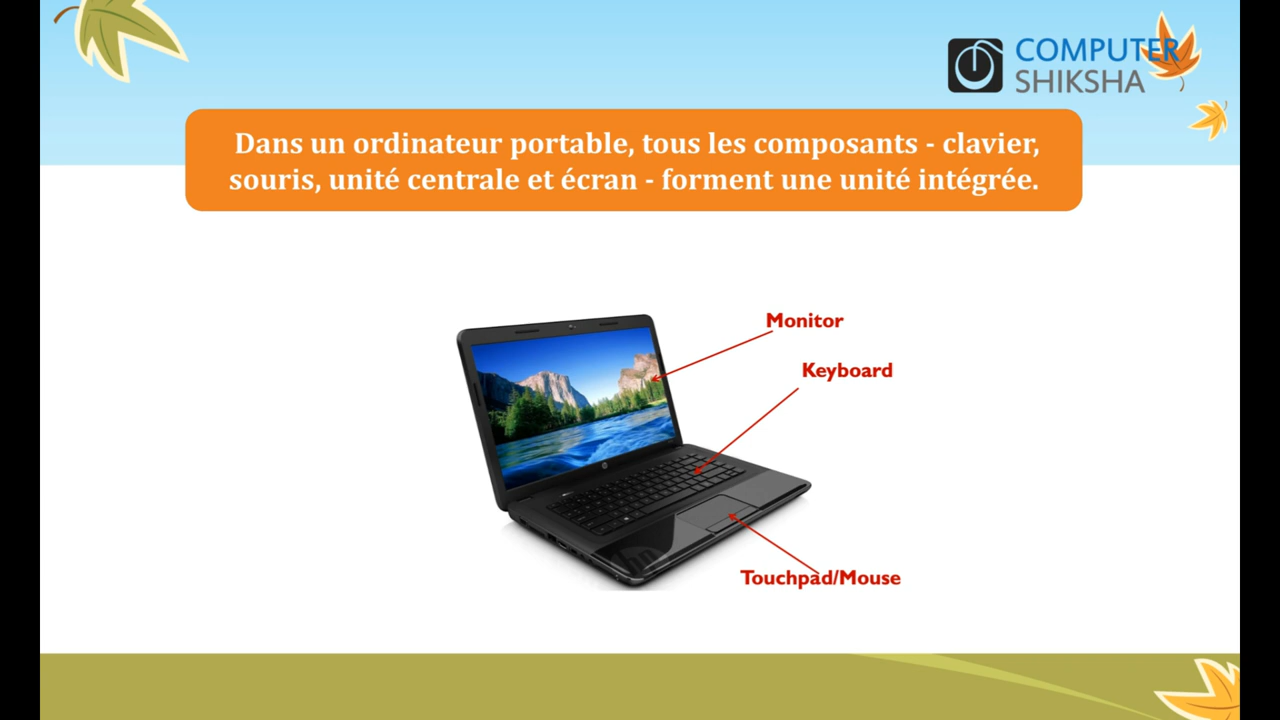 COMPUTER
SHIKSHA
Dans un ordinateur portable, tous les composants - clavier,
souris, unité centrale et écran - forment une unité intégrée.
Monitor
Keyboard
Touchpad/Mouse
hp